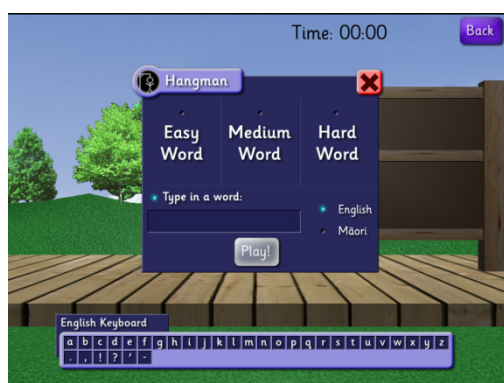 Time: 00:00
Back
Hangman
Easy Word
Medium Word
Hard Word
Type in a word:
English
Māori
Play!
English Keyboard
a b c d e f g h i j k l m n o p q r s t u v w x y z
. , ! ? ' -